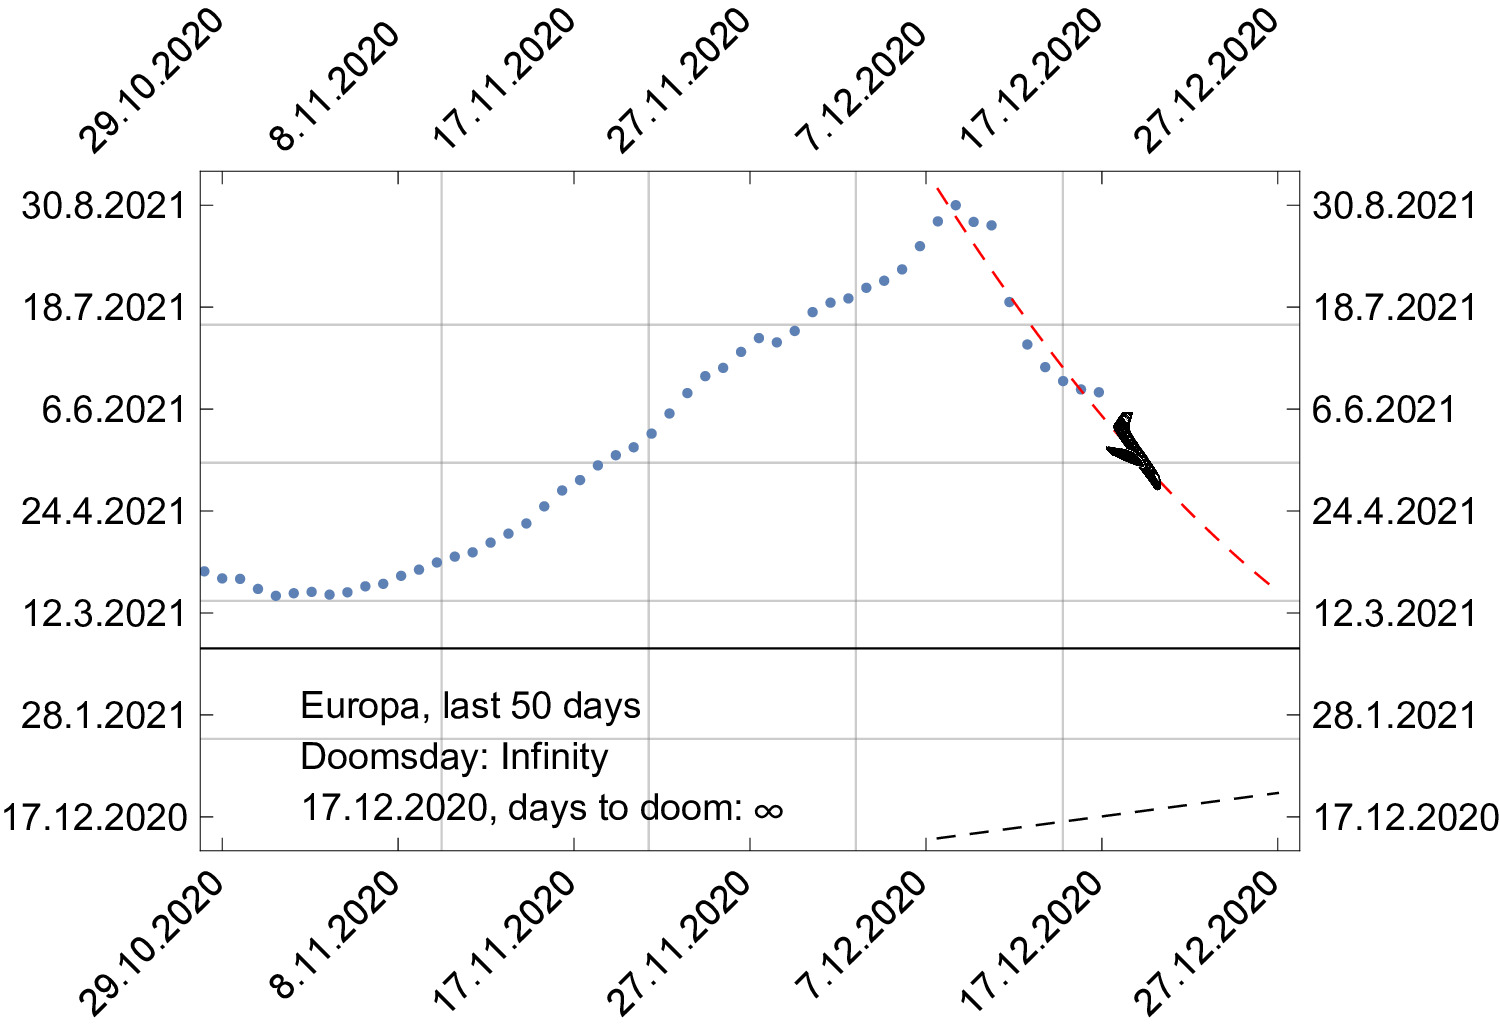 29.10.2020 8.11.2020 17.11.2020 27.11.2020 7.12.2020 17.12.2020 27.12.2020
30.8.2021 30.8.2021
18.7.2021 18.7.2021
6.6.2021 6.6.2021
24.4.2021 24.4.2021
12.3.2021 12.3.2021
Europa, last 50 days
28.1.2021 28.1.2021
Doomsday: Infinity
17.12.2020, days to doom: ∞
17.12.2020 17.12.2020
29.10.2020 8.11.2020 17.11.2020 27.11.2020 7.12.2020 17.12.2020 27.12.2020